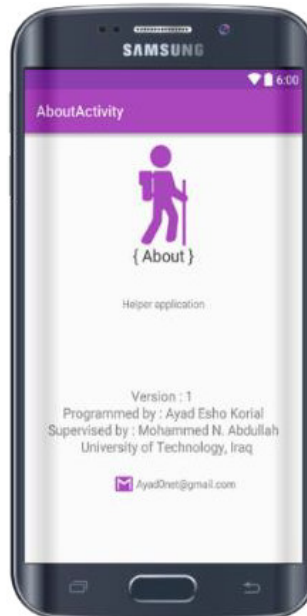 SAMSUNG
6:00
AboutActivity
{ About }
Helper application
Version : 1
Programmed by : Ayad Esho Korial
Supervised by : Mohammed N. Abdullah
University of Technology, Iraq
Ayad0net@gmail.com